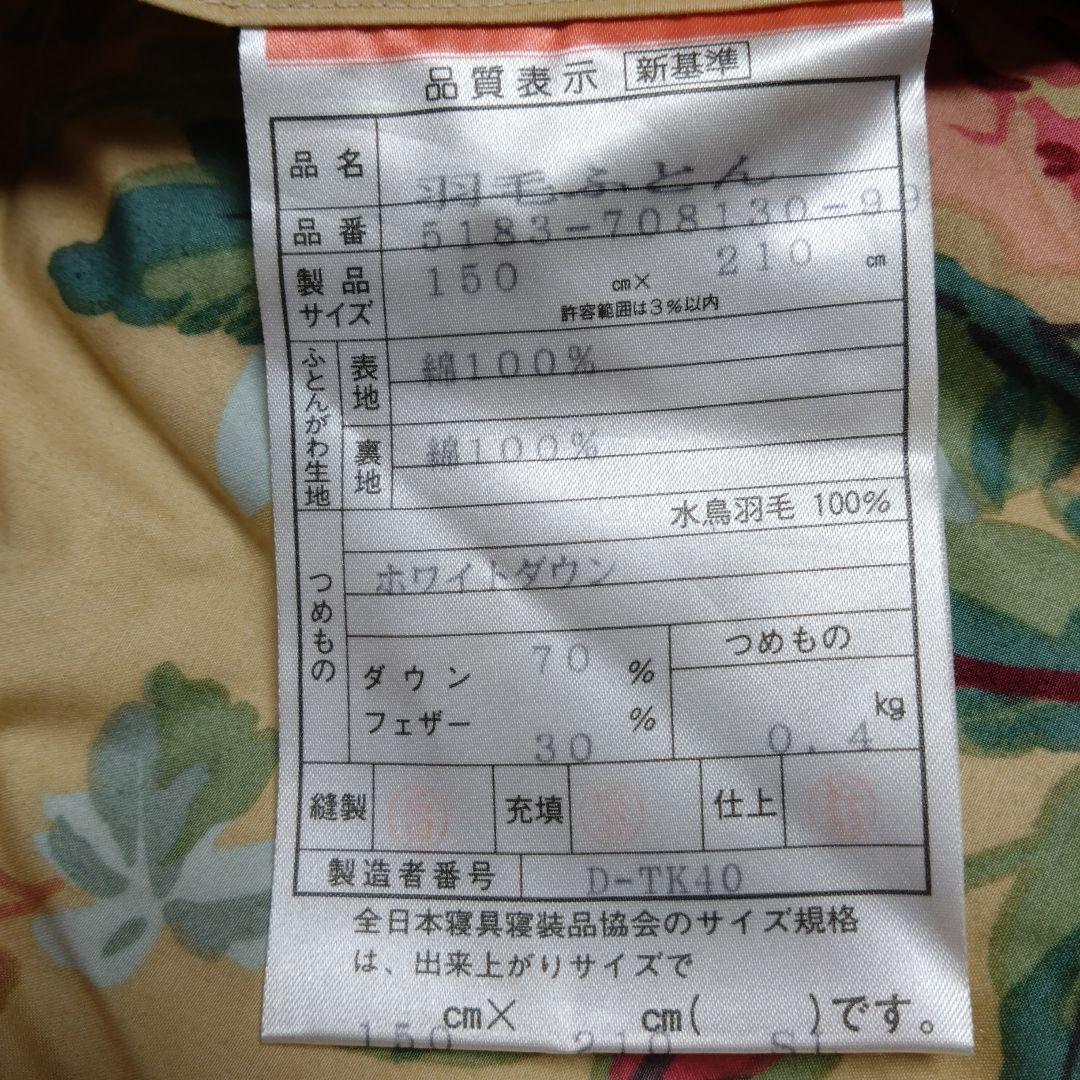 品質表示 新基準
品名 羽毛ふとん
品番 5183-708130-99
製品サイズ 150 cm× 210 cm
許容範囲は3%以内
ふとんがわ生地 表地 綿100%
裏地 綿100%
つめもの 水鳥羽毛 100%
ホワイトダウン
ダウン 70 %
フェザー 30 %
つめもの 0.4 kg
縫製 充填 仕上
製造者番号 D-TK40
全日本寝具寝装品協会のサイズ規格
は、出来上がりサイズで
150 cm× 210 cm( SL )です。